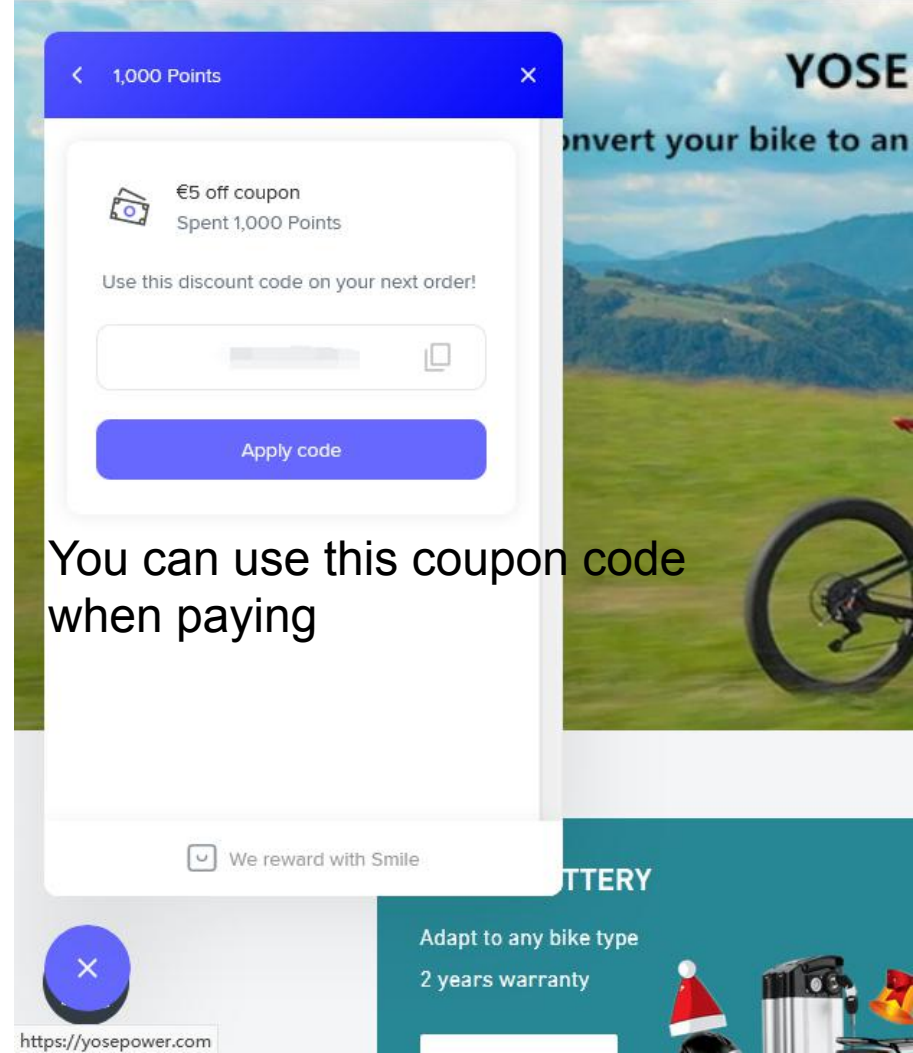 1,000 Points
YOSE
onvert your bike to an
€5 off coupon
Spent 1,000 Points
Use this discount code on your next order!
Apply code
You can use this coupon code
when paying
We reward with Smile
TTERY
Adapt to any bike type
2 years warranty
https://yosepower.com